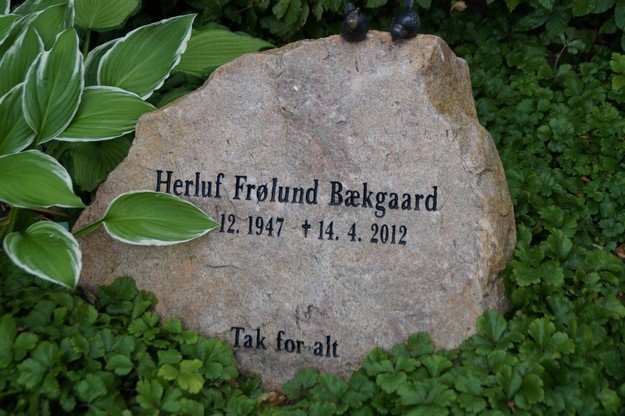 Herluf Frølund Bækgaard
12. 1947 ✝14. 4. 2012
Tak for alt